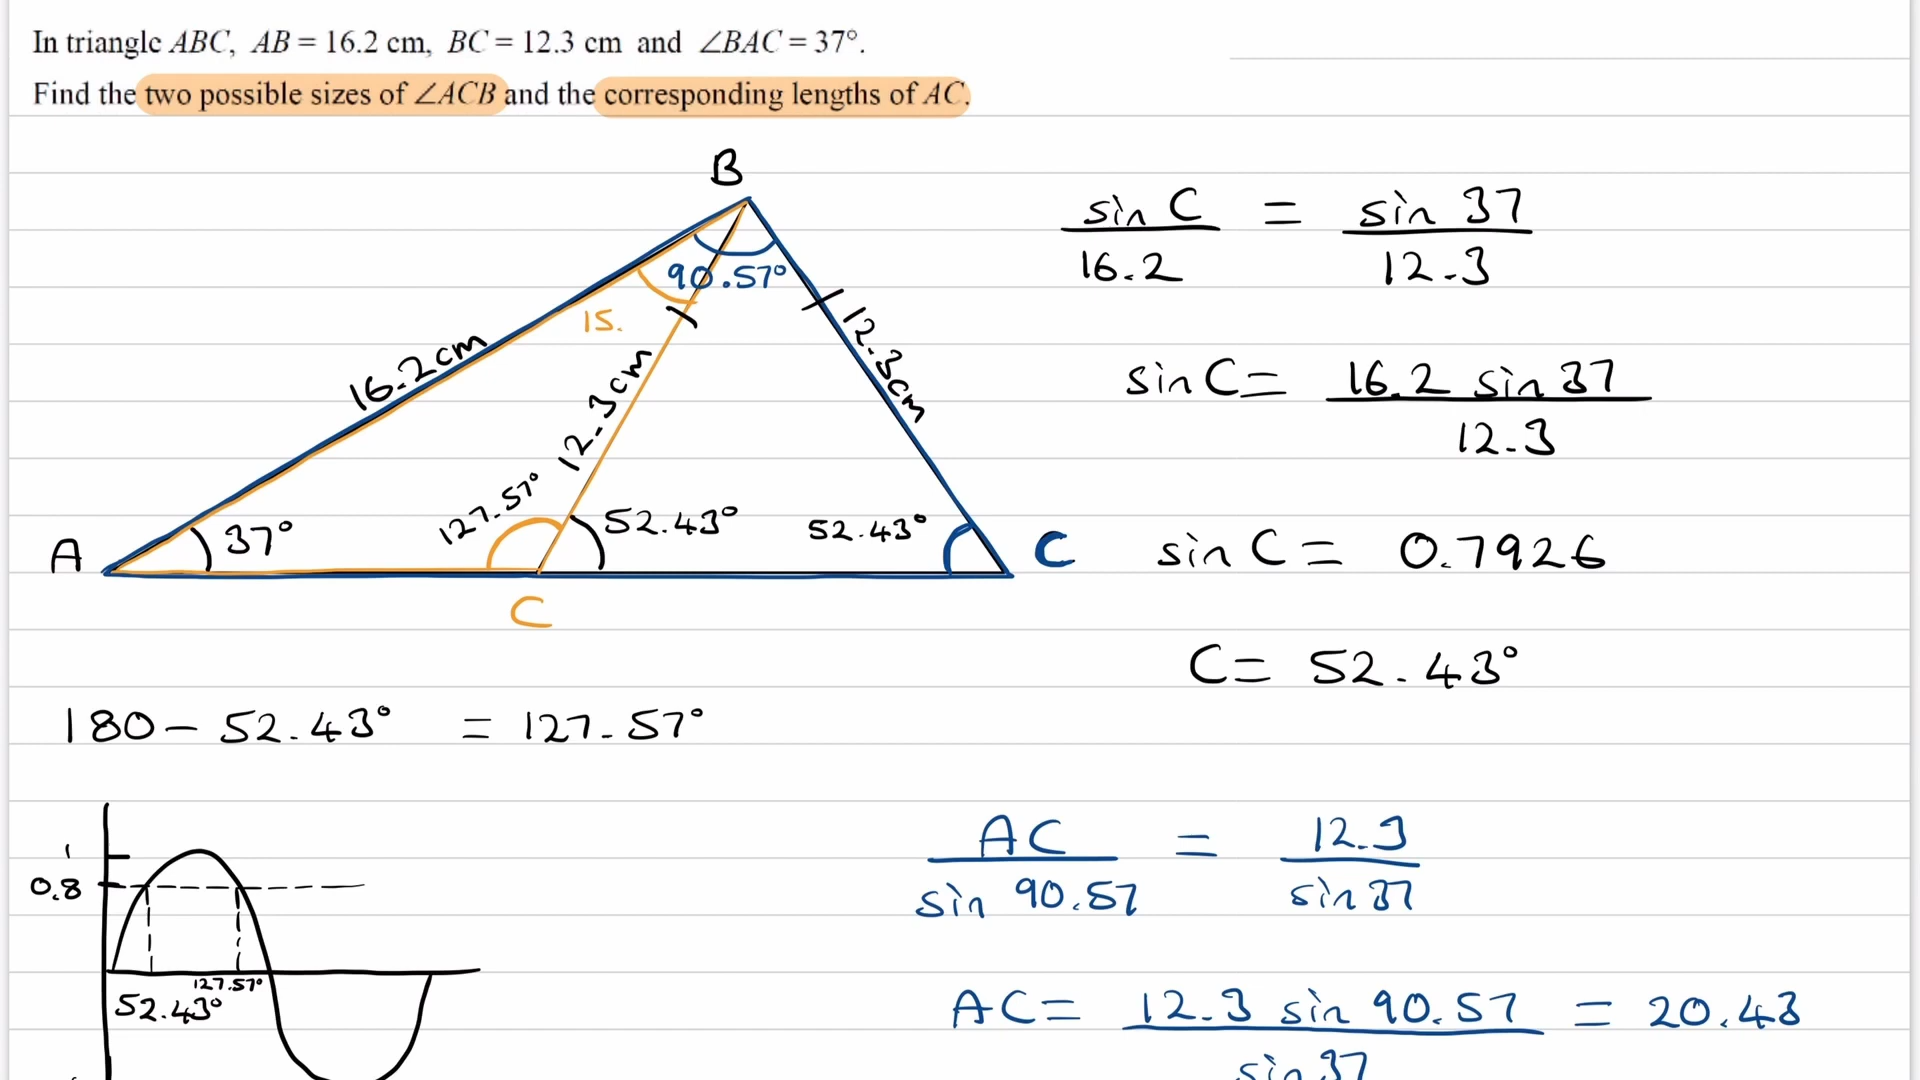 In triangle ABC, AB = 16.2 cm, BC = 12.3 cm and ∠BAC = 37°.
Find the two possible sizes of ∠ACB and the corresponding lengths of AC.
B
90.57°
15.
16.2cm
12.3cm
12.3cm
127.57°
52.43°
52.43°
37°
A
C
C
sin C / 16.2 = sin 37 / 12.3
sin C = 16.2 sin 37 / 12.3
sin C = 0.7926
C = 52.43°
180 - 52.43° = 127.57°
1
0.8
127.57°
52.43°
AC / sin 90.57 = 12.3 / sin 37
AC = 12.3 sin 90.57 / sin 37 = 20.43